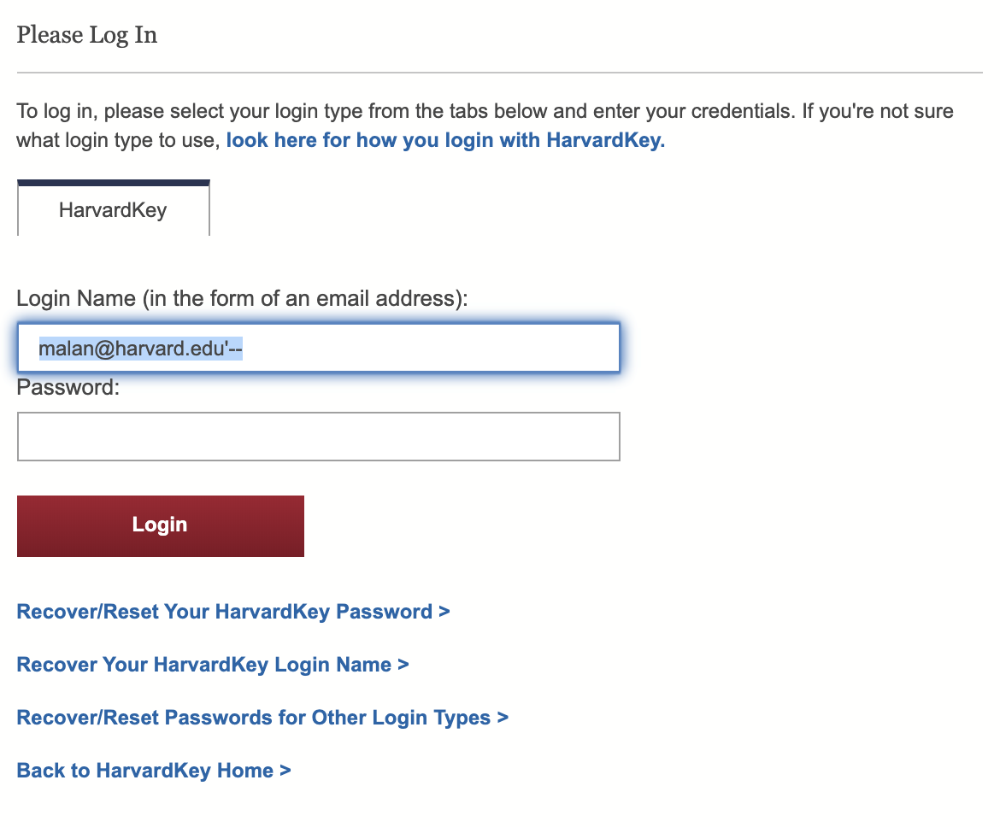 Please Log In
To log in, please select your login type from the tabs below and enter your credentials. If you're not sure
what login type to use, look here for how you login with HarvardKey.
HarvardKey
Login Name (in the form of an email address):
malan@harvard.edu'--
Password:
Login
Recover/Reset Your HarvardKey Password >
Recover Your HarvardKey Login Name >
Recover/Reset Passwords for Other Login Types >
Back to HarvardKey Home >